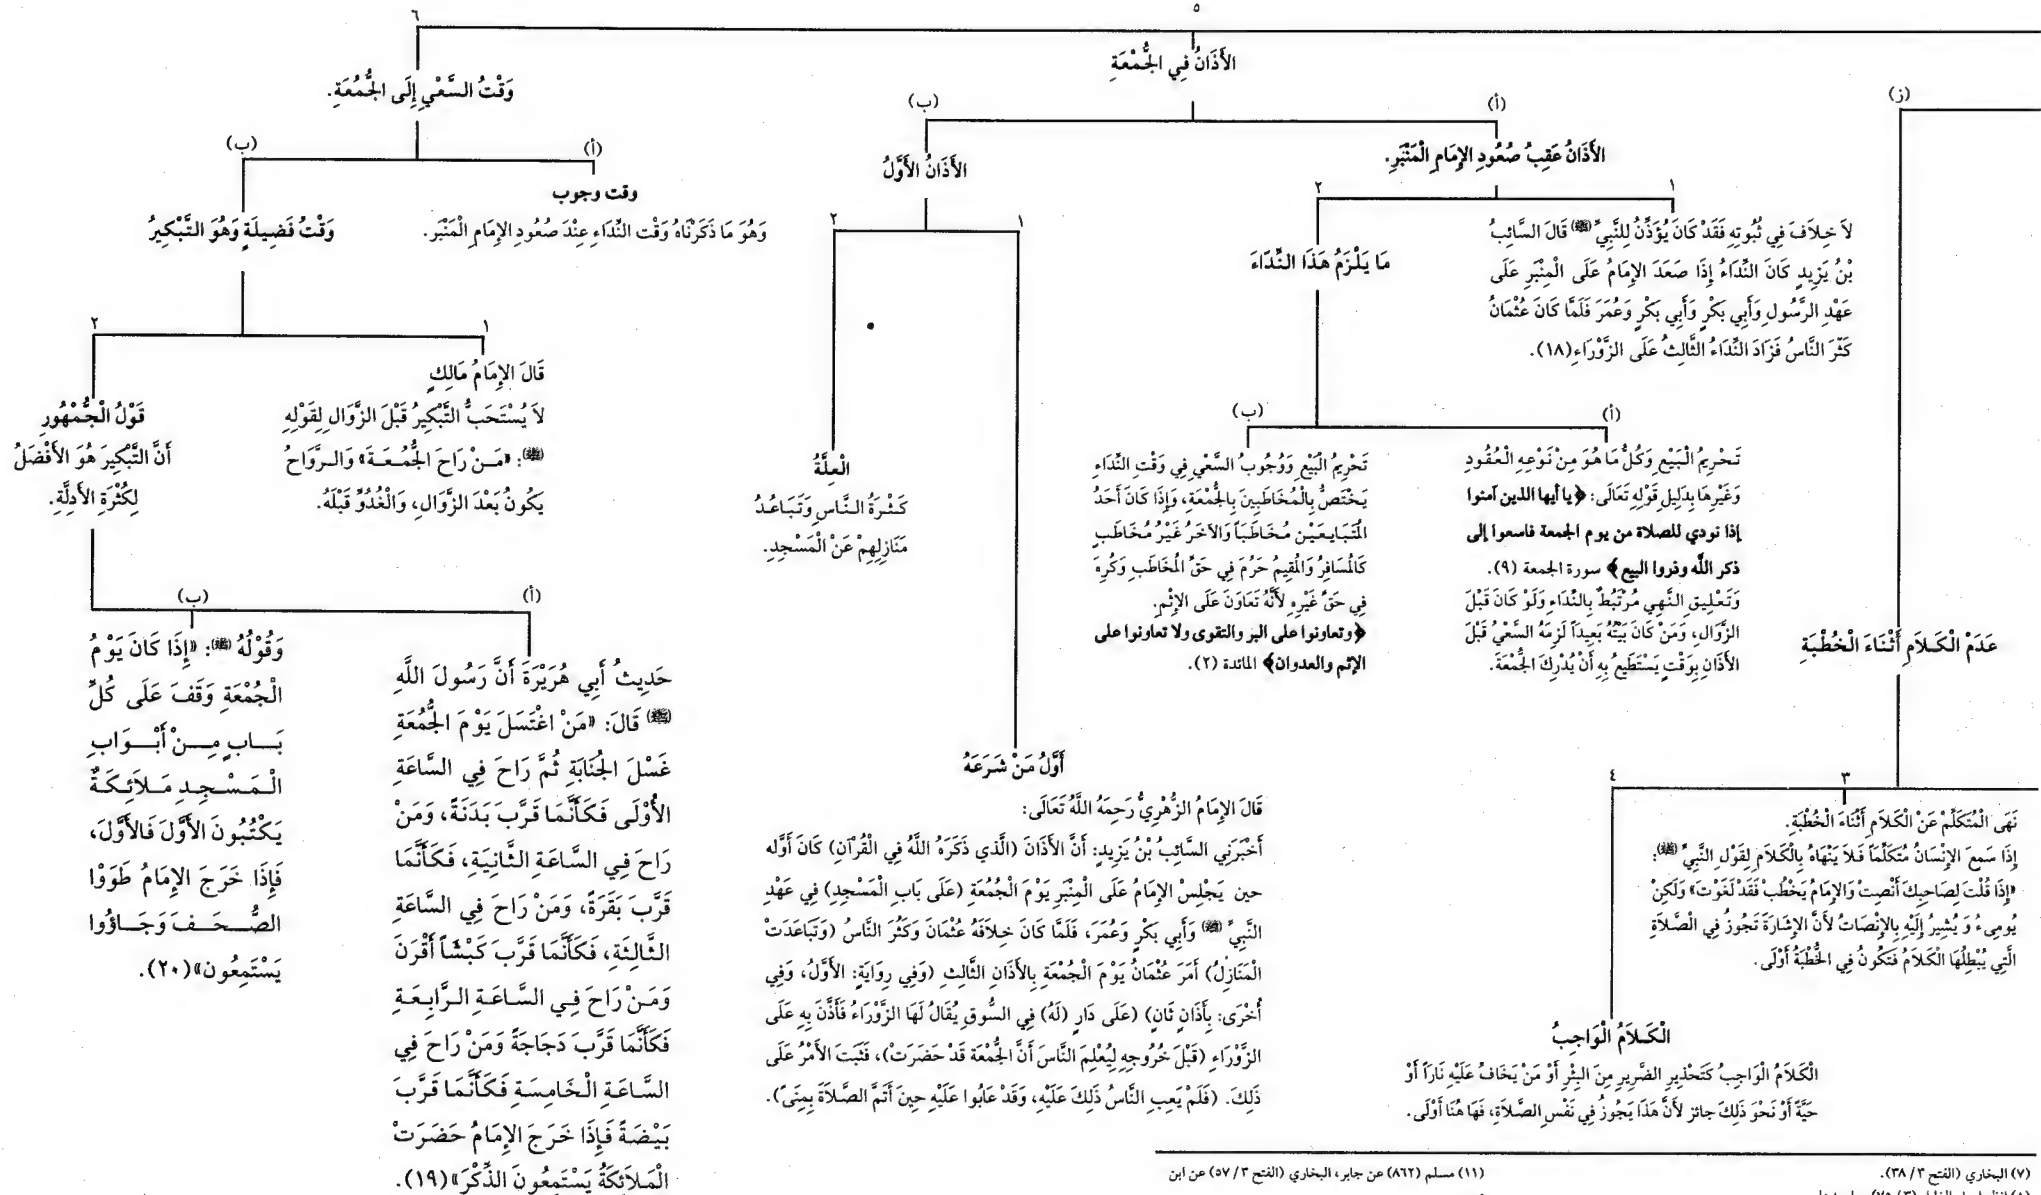 ٥
٦
الأَذَانُ فِي الْجُمْعَةِ
وَقْتُ السَّعْيِ إِلَى الْجُمُعَةِ.
(ز)
عَدَمْ الْكَلاَمِ أَثْنَاءَ الْخُطْبَةِ
٣
نَهَى الْمُتَكَلِّمْ عَنْ الْكَلاَمِ أَثْنَاءَ الْخُطْبَةِ.
إِذَا سَمِعَ الإِنْسَانُ مُتَكَلِّمَاً فَلاَ يَنْهَاهُ بِالْكَلاَمِ لِقَوْلِ النَّبِيِّ ﷺ:
«إِذَا قُلْتَ لِصَاحِبِكَ أَنْصِتْ وَالإِمَامُ يَخْطُبْ فَقَدْ لَغَوْتَ» وَلَكِنْ
يُومِىءُ وَ يُشِيرُ إِلَيْهِ بِالإِنْصَاتُ لأَنَّ الإِشَارَةَ تَجُوزُ فِي الْصَّلاَةِ
الَّتِي يُبْطِلُهَا الْكَلاَمُ فَتَكُونُ فِي الْخُطْبَةُ أَوْلَى.
٤
الْكَلاَمُ الْوَاجِبُ
الْكَلاَمُ الْوَاجِبُ كَتَحْذِيرِ الضَّرِيرِ مِنَ الْبِئْرِ أَوْ مَنْ يَخَافُ عَلَيْهِ نَارَاً أَوْ
حَيَّةً أَوْ نَحْوَ ذَلِكَ جائز لأَنَّ هَذَا يَجُوزُ فِي نَفْسِ الصَّلاَةِ، فَهَا هُنَا أَوْلَى.
(أ)
الأَذَانُ عَقِبُ صُعُودِ الإِمَامِ الْمَنْبَرِ.
١
لاَ خِلاَفَ فِي ثُبُوتِهِ فَقَدْ كَانَ يُؤَذَّنُ لِلنَّبِيِّ ﷺ قَالَ السَّائِبُ
بْنُ يَزِيدٍ كَانَ النِّدَاءُ إِذَا صَعَدَ الإِمَامُ عَلَى الْمِنْبَرِ عَلَى
عَهْدِ الرَّسُولِ وَأَبِي بَكْرٍ وَأَبِي بَكْرٍ وَعُمَرَ فَلَمَّا كَانَ عُثْمَانُ
كَثّرَ النَّاسُ فَزَادَ النِّدَاءُ الثَّالِثُ عَلَى الزَّوْرَاءِ(١٨).
٢
مَا يَلْزَمُ هَذَا النِّدَاءَ
(أ)
تَحْرِيمُ الْبَيْعِ وَكُلُّ مَا هُوَ مِنْ نَوْعِهِ الْعُقُودِ
وَغَيْرِهَا بِدَلِيلِ قَوْلِهِ تَعَالَى: ﴿يا أيها الذين آمنوا
إذا نودي للصلاة من يوم الجمعة فاسعوا إلى
ذكر اللَّه وذروا البيع﴾ سورة الجمعة (٩).
وَتَعْلِيقِ النَّهِي مُرْتَبُطٌ بِالنِّدَاءِ وَلَوْ كَانَ قَبْلَ
الزَّوَالِ، وَمَنْ كَانَ بَيْتُهُ بَعِيدَاً لَزِمَهُ السَّعْيُ قَبْلَ
الأَذَانِ بِوَقْتٍ يَسْتَطِيعُ بِهِ أَنْ يُدْرِكَ الْجُمْعَةَ.
(ب)
تَحْرِيمُ الْبَيْعِ وَوُجُوبُ السَّعْيِ فِي وَقْتِ النِّدَاءِ
يَخْتَصُّ بِالْمُخَاطَبِينَ بِالْجُمْعَةِ، وَإِذَا كَانَ أَحَدُ
الْمُتَبَايِعَيْنِ مُخَاطَبَاً وَالآخَرُ غَيْرُ مُخَاطَبٍ
كَالْمُسَافِرُ وَالْمُقِيمُ حَرُمَ فِي حَقِّ الْمُخَاطَبِ وَكُرِهَ
فِي حَقِّ غَيْرِهِ لأَنَّهُ تَعَاوَنَ عَلَى الإِثْمِ.
﴿وتعاونوا على البر والتقوى ولا تعاونوا على
الإثم والعدوان﴾ المائدة (٢).
(ب)
الأَذَانُ الأَوَّلُ
١
أَوَّلُ مَنْ شَرَعَهُ
قَالَ الإِمَامُ الزُّهْرِيُّ رَحِمَهُ اللَّهُ تَعَالَى:
أَخْبَرَنِي السَّائِبُ بْنُ يَزِيدٍ: أَنَّ الأَذَانَ (الَّذي ذَكَرَهُ اللَّهُ فِي الْقُرْآنِ) كَانَ أَوَّله
حين يَجْلِسْ الإِمَامُ عَلَى الْمِنْبَرِ يَوْمَ الْجُمُعَةِ (عَلَى بَابِ الْمَسْجِدِ) فِي عَهْدِ
النَّبِيِّ ﷺ وَأَبِي بَكْرٍ وَعُمَرَ، فَلَمَّا كَانَ خِلاَفَهُ عُثْمَانَ وَكَثُرَ النَّاسُ (وَتَبَاعَدَتْ
الْمَنَازِلُ) أَمَرَ عُثْمَانُ يَوْمَ الْجُمْعَةِ بِالأَذَانِ الثَّالِثِ (وَفِي رِوَايَةٍ: الأَوَّلُ، وَفِي
أُخْرَى: بِأَذَانٍ ثَانٍ) (عَلَى دَارٍ (لَهُ) فِي السُّوقِ يُقَالُ لَهَا الزَّوْرَاءُ فَأَذَّنَ بِهِ عَلَى
الزَّوْرَاءِ (قَبْلَ خُرُوجِهِ لِيُعْلِمَ النَّاسَ أَنَّ الْجُمْعَةَ قَدْ حَضَرَتْ)، فَثَبَتَ الأَمْرُ عَلَى
ذَلِكَ. (فَلَمْ يَعِبِ النَّاسُ ذَلِكَ عَلَيْهِ، وَقَدْ عَابُوا عَلَيْهِ حِينَ أَتَمَّ الصَّلاَةَ بِمِنَىً).
٢
الْعِلَّةُ
كَثْرَةُ النَّاسِ وَتَبَاعُدُ
مَنَازِلِهِمْ عَنْ الْمَسْجِدِ.
(أ)
وقت وجوب
وَهُوَ مَا ذَكَرْنَاهُ وَقْت النِّدَاءِ عِنْدَ صُعُودِ الإِمَامِ الْمَنْبَر.
(ب)
وَقْتُ فَضِيلَةٍ وَهُوَ التَّبْكِيرُ
١
قَالَ الإِمَامُ مَالِكٍ
لاَ يُسْتَحَبُّ التَّبْكِيرُ قَبْلَ الزَّوَالِ لِقَوْلِهِ
ﷺ: «مَنْ رَاحَ الْجُمُعَةَ» وَالرَّوَاحُ
يَكُونُ بَعْدَ الزَّوَالِ، وَالْغُدُوِّ قَبْلَهُ.
٢
قَوْلُ الْجُمْهُورِ
أَنَّ التَّبْكِيرَ هُوَ الأَفْضَلُ
لِكَثْرَةِ الأَدِلَّةِ.
(أ)
حَدِيثُ أَبِي هُرَيْرَةَ أَنَّ رَسُولَ اللَّهِ
ﷺ قَالَ: «مَنْ اغْتَسَلَ يَوْمَ الْجُمُعَةِ
غَسْلَ الْجُنَابَةِ ثُمَّ رَاحَ فِي السَّاعَةِ
الأُوْلَى فَكَأَنَّمَا قَرَّبَ بَدَنَةً، وَمَنْ
رَاحَ فِي السَّاعَةِ الثَّانِيَةِ، فَكَأَنَّمَا
قَرَّبَ بَقَرَةً، وَمَنْ رَاحَ فِي السَّاعَةِ
الثَّالِثَةِ، فَكَأَنَّمَا قَرَّبَ كَبْشَاً أَقْرَنَ
وَمَنْ رَاحَ فِي السَّاعَةِ الرَّابِعَةِ
فَكَأَنَّمَا قَرَّبَ دَجَاجَةً وَمَنْ رَاحَ فِي
السَّاعَةِ الْخَامِسَةِ فَكَأَنَّمَا قَرَّبَ
بَيْضَةً فَإِذَا خَرَجَ الإِمَامُ حَضَرَتْ
الْمَلاَئِكَةُ يَسْتَمِعُونَ الذِّكْرَ»(١٩).
(ب)
وَقُوْلُهُ ﷺ: «إِذَا كَانَ يَوْمُ
الْجُمْعَةِ وَقَفَ عَلَى كُلِّ
بَابٍ مِنْ أَبْوَابِ
الْمَسْجِدِ مَلاَئِكَةٌ
يَكْتُبُونَ الأَوَّلَ فَالأَوَّلَ،
فَإِذَا خَرَجَ الإِمَامُ طَوَوْا
الصُّحُفَ وَجَاؤُوا
يَسْتَمِعُون»(٢٠).
(٧) البخاري (الفتح ٣ / ٣٨).
(١١) مسلم (٨٦٢) عن جابر، البخاري (الفتح ٣ / ٥٧) عن ابن